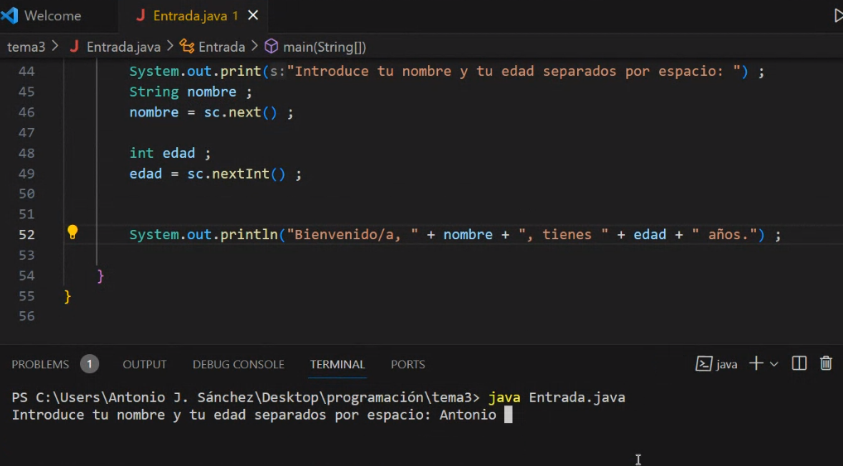 Welcome
J Entrada.java 1
tema3 > J Entrada.java > Entrada > main(String[])
44 System.out.print(s:"Introduce tu nombre y tu edad separados por espacio: ") ;
45 String nombre ;
46 nombre = sc.next() ;
47
48 int edad ;
49 edad = sc.nextInt() ;
50
51
52 System.out.println("Bienvenido/a, " + nombre + ", tienes " + edad + " años.") ;
53
54 }
55 }
56
PROBLEMS 1 OUTPUT DEBUG CONSOLE TERMINAL PORTS java
PS C:\Users\Antonio J. Sánchez\Desktop\programación\tema3> java Entrada.java
Introduce tu nombre y tu edad separados por espacio: Antonio